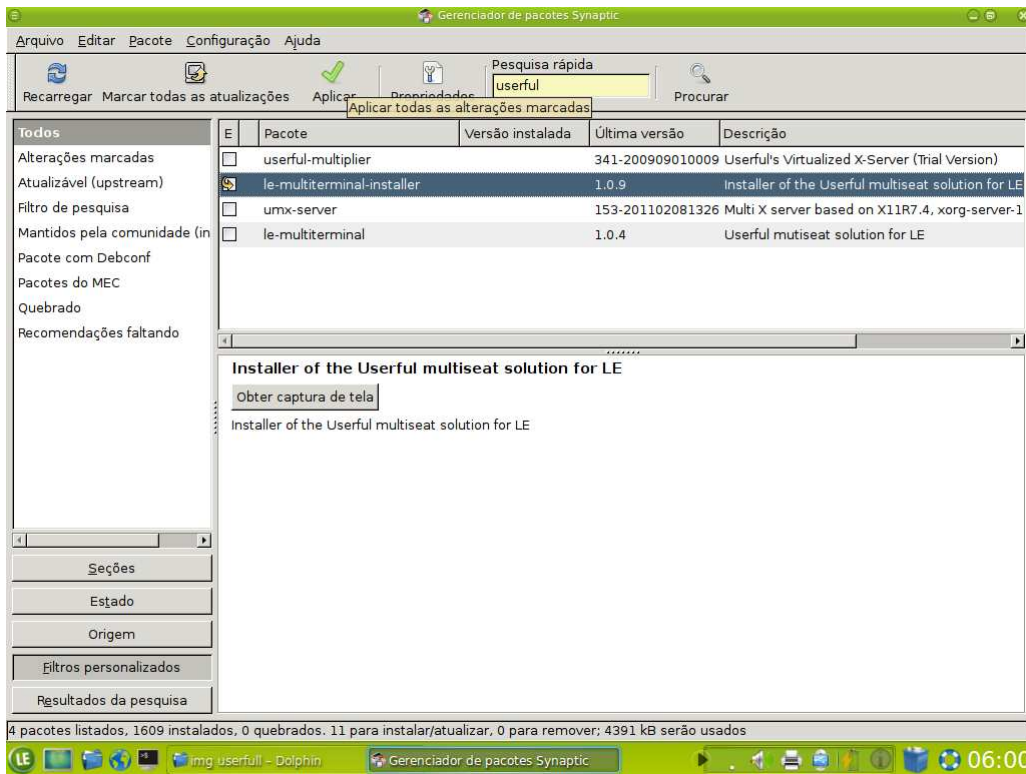 Gerenciador de pacotes Synaptic
Arquivo Editar Pacote Configuração Ajuda
Pesquisa rápida
userful
Recarregar Marcar todas as atualizações Aplicar Propriedades Procurar
Aplicar todas as alterações marcadas
Todos
Alterações marcadas
Atualizável (upstream)
Filtro de pesquisa
Mantidos pela comunidade (in
Pacote com Debconf
Pacotes do MEC
Quebrado
Recomendações faltando
E Pacote Versão instalada Última versão Descrição
userful-multiplier 341-200909010009 Userful's Virtualized X-Server (Trial Version)
le-multiterminal-installer 1.0.9 Installer of the Userful multiseat solution for LE
umx-server 153-201102081326 Multi X server based on X11R7.4, xorg-server-1
le-multiterminal 1.0.4 Userful mutiseat solution for LE
Installer of the Userful multiseat solution for LE
Obter captura de tela
Installer of the Userful multiseat solution for LE
Seções
Estado
Origem
Filtros personalizados
Resultados da pesquisa
4 pacotes listados, 1609 instalados, 0 quebrados. 11 para instalar/atualizar, 0 para remover; 4391 kB serão usados
LE img userfull - Dolphin Gerenciador de pacotes Synaptic 06:00